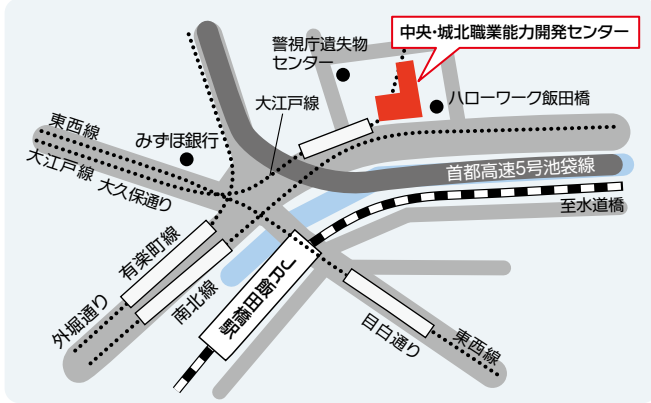 中央・城北職業能力開発センター
警視庁遺失物
センター
ハローワーク飯田橋
大江戸線
東西線
みずほ銀行
大江戸線
大久保通り
首都高速5号池袋線
至水道橋
有楽町線
外堀通り
南北線
JR飯田橋駅
目白通り
東西線